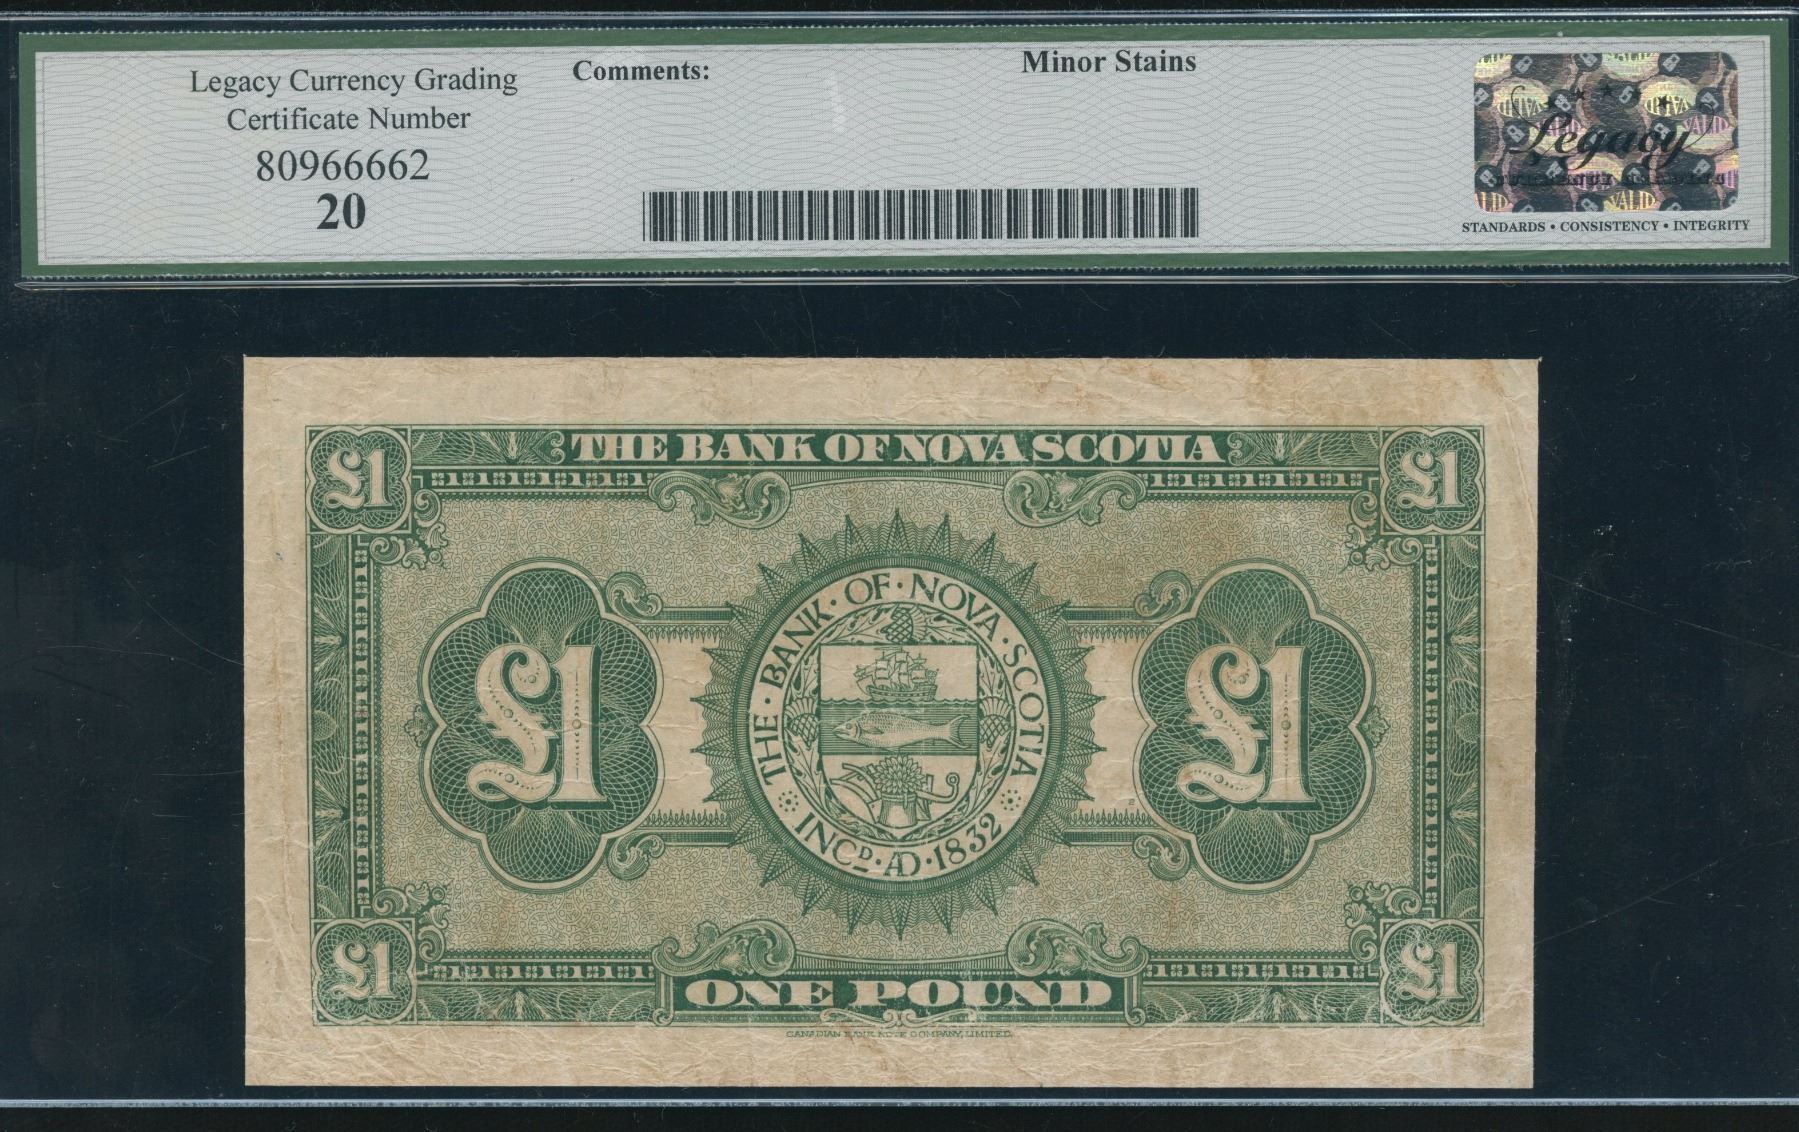 Legacy Currency Grading
Certificate Number
80966662
20
Comments:
Minor Stains
Legacy
STANDARDS • CONSISTENCY • INTEGRITY
THE BANK OF NOVA SCOTIA
£1
£1
£1
£1
THE · BANK · OF · NOVA · SCOTIA
INCD · AD · 1832
£1
£1
ONE POUND
CANADIAN BANK NOTE COMPANY, LIMITED.